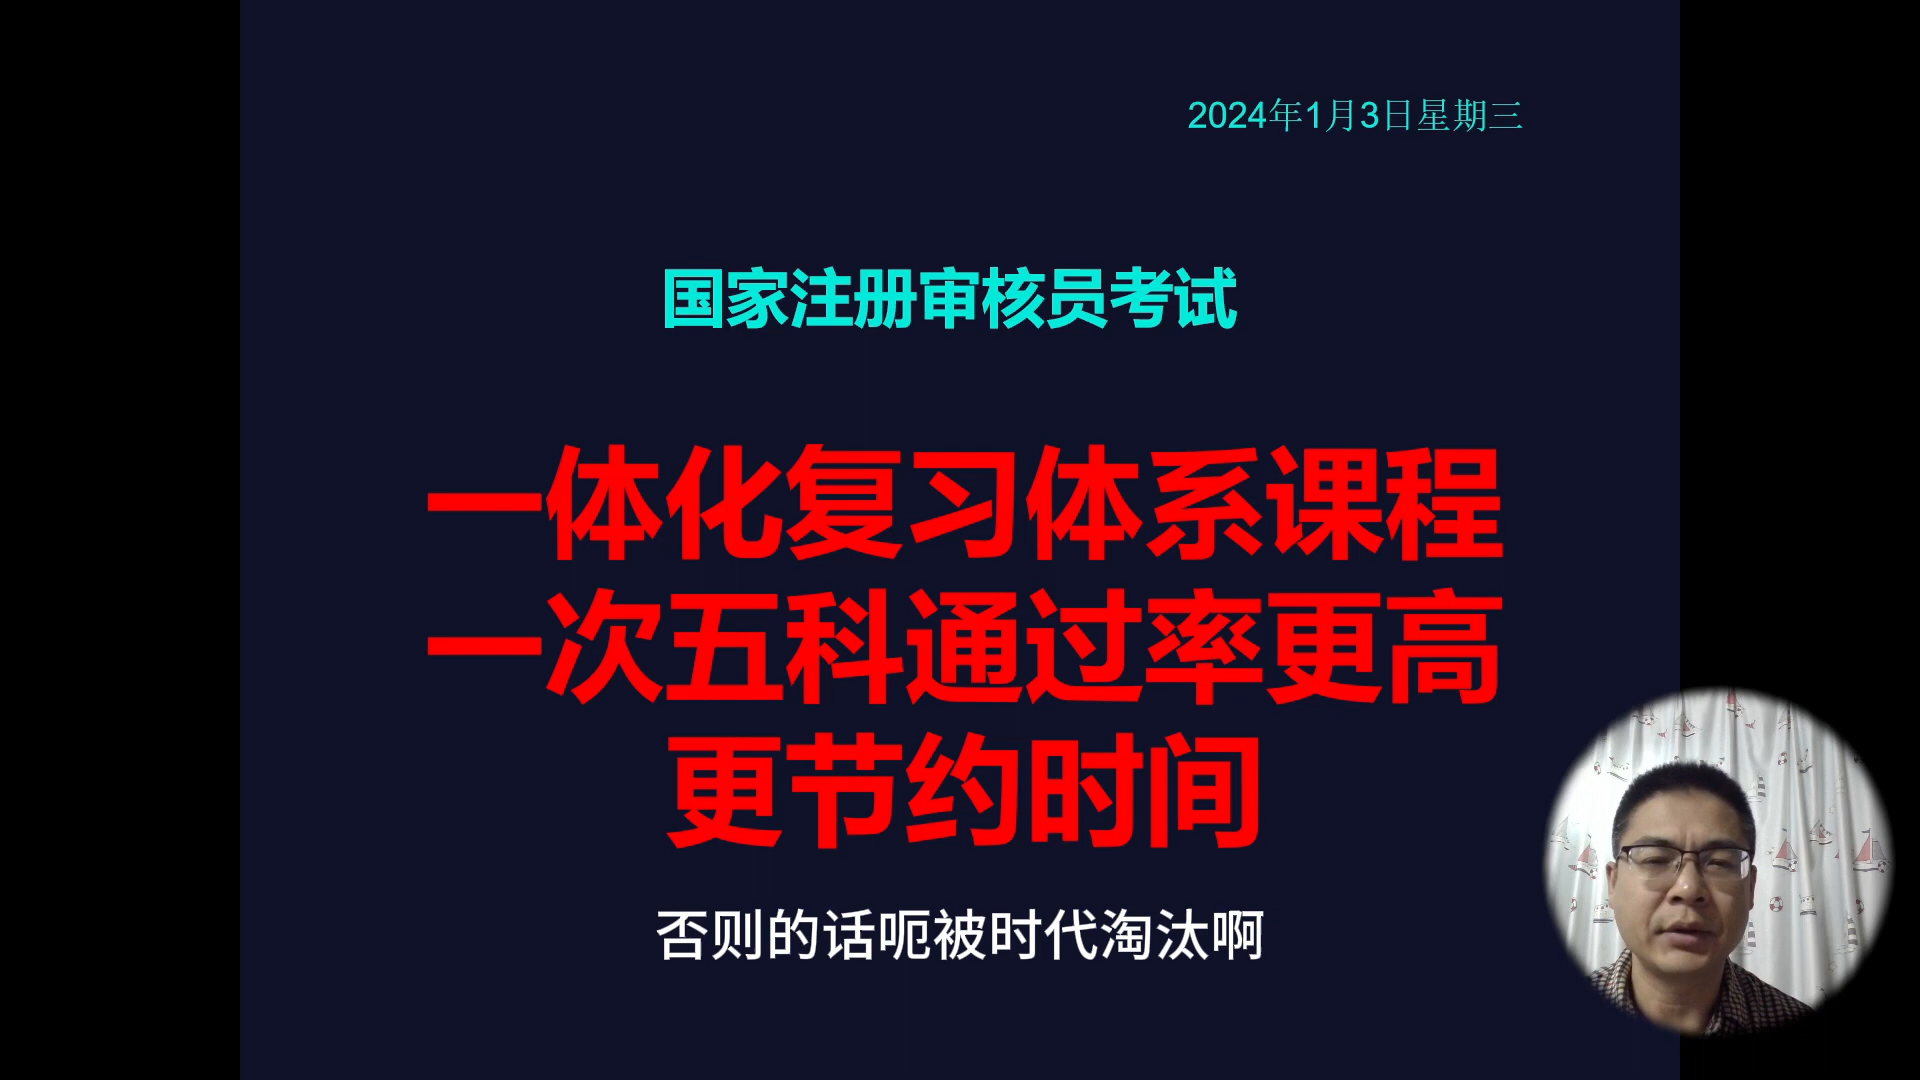 2024年1月3日星期三
国家注册审核员考试
一体化复习体系课程
一次五科通过率更高
更节约时间
否则的话呃被时代淘汰啊